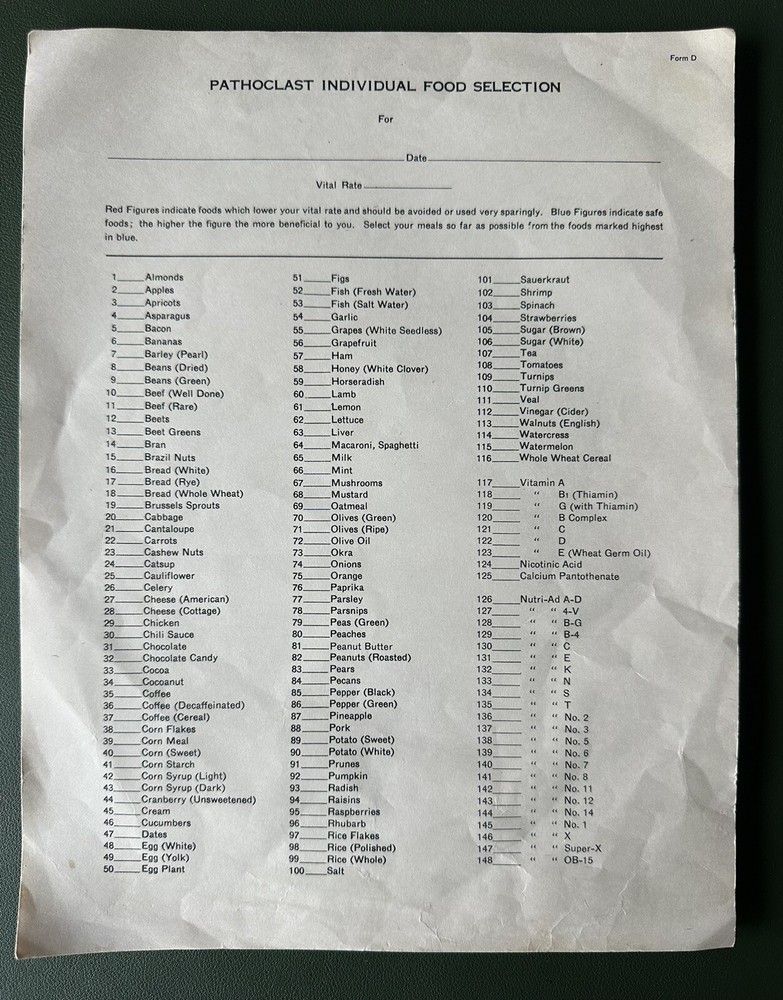 Form D
PATHOCLAST INDIVIDUAL FOOD SELECTION
For
Date
Vital Rate
Red Figures indicate foods which lower your vital rate and should be avoided or used very sparingly. Blue Figures indicate safe
foods; the higher the figure the more beneficial to you. Select your meals so far as possible from the foods marked highest
in blue.
1 Almonds
2 Apples
3 Apricots
4 Asparagus
5 Bacon
6 Bananas
7 Barley (Pearl)
8 Beans (Dried)
9 Beans (Green)
10 Beef (Well Done)
11 Beef (Rare)
12 Beets
13 Beet Greens
14 Bran
15 Brazil Nuts
16 Bread (White)
17 Bread (Rye)
18 Bread (Whole Wheat)
19 Brussels Sprouts
20 Cabbage
21 Cantaloupe
22 Carrots
23 Cashew Nuts
24 Catsup
25 Cauliflower
26 Celery
27 Cheese (American)
28 Cheese (Cottage)
29 Chicken
30 Chili Sauce
31 Chocolate
32 Chocolate Candy
33 Cocoa
34 Cocoanut
35 Coffee
36 Coffee (Decaffeinated)
37 Coffee (Cereal)
38 Corn Flakes
39 Corn Meal
40 Corn (Sweet)
41 Corn Starch
42 Corn Syrup (Light)
43 Corn Syrup (Dark)
44 Cranberry (Unsweetened)
45 Cream
46 Cucumbers
47 Dates
48 Egg (White)
49 Egg (Yolk)
50 Egg Plant
51 Figs
52 Fish (Fresh Water)
53 Fish (Salt Water)
54 Garlic
55 Grapes (White Seedless)
56 Grapefruit
57 Ham
58 Honey (White Clover)
59 Horseradish
60 Lamb
61 Lemon
62 Lettuce
63 Liver
64 Macaroni, Spaghetti
65 Milk
66 Mint
67 Mushrooms
68 Mustard
69 Oatmeal
70 Olives (Green)
71 Olives (Ripe)
72 Olive Oil
73 Okra
74 Onions
75 Orange
76 Paprika
77 Parsley
78 Parsnips
79 Peas (Green)
80 Peaches
81 Peanut Butter
82 Peanuts (Roasted)
83 Pears
84 Pecans
85 Pepper (Black)
86 Pepper (Green)
87 Pineapple
88 Pork
89 Potato (Sweet)
90 Potato (White)
91 Prunes
92 Pumpkin
93 Radish
94 Raisins
95 Raspberries
96 Rhubarb
97 Rice Flakes
98 Rice (Polished)
99 Rice (Whole)
100 Salt
101 Sauerkraut
102 Shrimp
103 Spinach
104 Strawberries
105 Sugar (Brown)
106 Sugar (White)
107 Tea
108 Tomatoes
109 Turnips
110 Turnip Greens
111 Veal
112 Vinegar (Cider)
113 Walnuts (English)
114 Watercress
115 Watermelon
116 Whole Wheat Cereal
117 Vitamin A
118 " B1 (Thiamin)
119 " G (with Thiamin)
120 " B Complex
121 " C
122 " D
123 " E (Wheat Germ Oil)
124 Nicotinic Acid
125 Calcium Pantothenate
126 Nutri-Ad A-D
127 " " 4-V
128 " " B-G
129 " " B-4
130 " " C
131 " " E
132 " " K
133 " " N
134 " " S
135 " " T
136 " " No. 2
137 " " No. 3
138 " " No. 5
139 " " No. 6
140 " " No. 7
141 " " No. 8
142 " " No. 11
143 " " No. 12
144 " " No. 14
145 " " No. 1
146 " " X
147 " " Super-X
148 " " OB-15